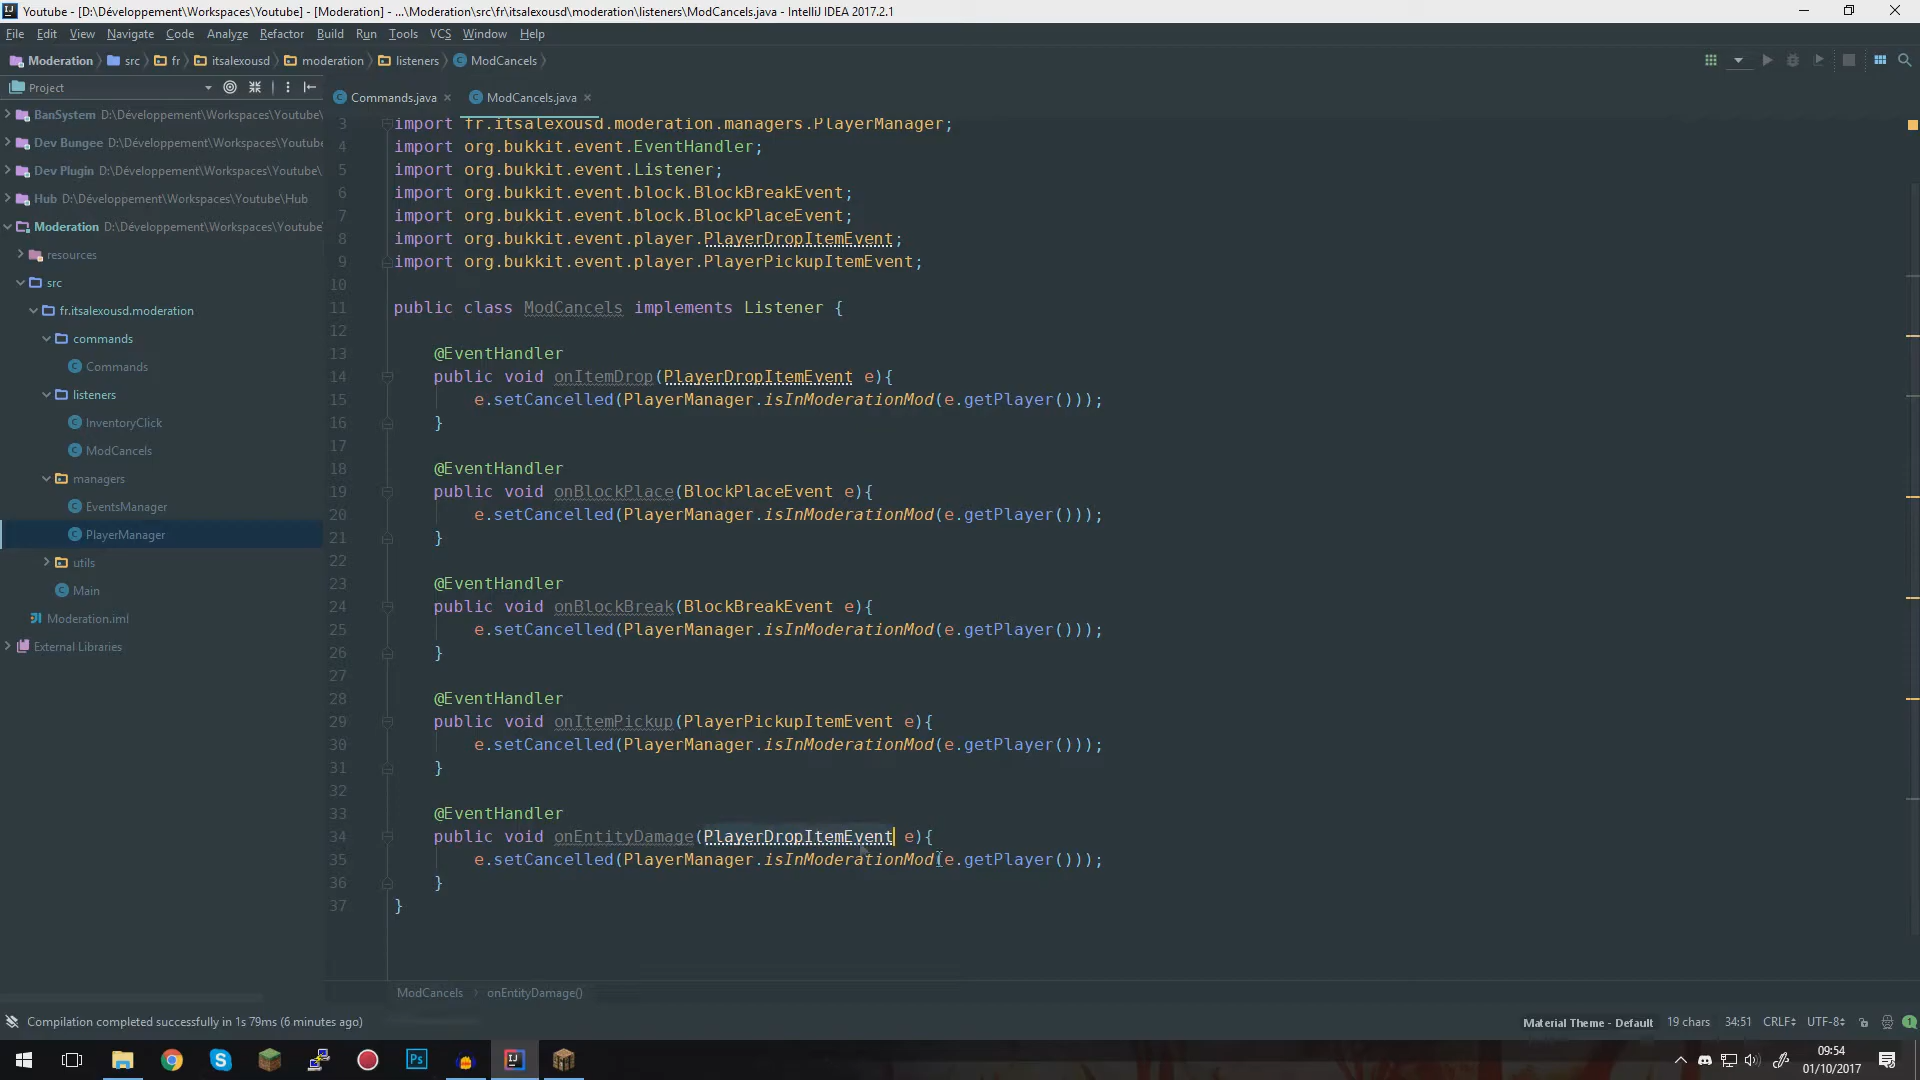 Youtube - [D:\Développement\Workspaces\Youtube] - [Moderation] - ...\Moderation\src\fr\itsalexousd\moderation\listeners\ModCancels.java - IntelliJ IDEA 2017.2.1
File Edit View Navigate Code Analyze Refactor Build Run Tools VCS Window Help
Moderation src fr itsalexousd moderation listeners ModCancels
Project
Commands.java ModCancels.java
BanSystem D:\Développement\Workspaces\Youtube\
Dev Bungee D:\Développement\Workspaces\Youtube
Dev Plugin D:\Développement\Workspaces\Youtube\
Hub D:\Développement\Workspaces\Youtube\Hub
Moderation D:\Développement\Workspaces\Youtube
resources
src
fr.itsalexousd.moderation
commands
Commands
listeners
InventoryClick
ModCancels
managers
EventsManager
PlayerManager
utils
Main
Moderation.iml
External Libraries
3 import fr.itsalexousd.moderation.managers.PlayerManager;
4 import org.bukkit.event.EventHandler;
5 import org.bukkit.event.Listener;
6 import org.bukkit.event.block.BlockBreakEvent;
7 import org.bukkit.event.block.BlockPlaceEvent;
8 import org.bukkit.event.player.PlayerDropItemEvent;
9 import org.bukkit.event.player.PlayerPickupItemEvent;
10
11 public class ModCancels implements Listener {
12
13 @EventHandler
14 public void onItemDrop(PlayerDropItemEvent e){
15 e.setCancelled(PlayerManager.isInModerationMod(e.getPlayer()));
16 }
17
18 @EventHandler
19 public void onBlockPlace(BlockPlaceEvent e){
20 e.setCancelled(PlayerManager.isInModerationMod(e.getPlayer()));
21 }
22
23 @EventHandler
24 public void onBlockBreak(BlockBreakEvent e){
25 e.setCancelled(PlayerManager.isInModerationMod(e.getPlayer()));
26 }
27
28 @EventHandler
29 public void onItemPickup(PlayerPickupItemEvent e){
30 e.setCancelled(PlayerManager.isInModerationMod(e.getPlayer()));
31 }
32
33 @EventHandler
34 public void onEntityDamage(PlayerDropItemEvent e){
35 e.setCancelled(PlayerManager.isInModerationMod(e.getPlayer()));
36 }
37 }
ModCancels onEntityDamage()
Compilation completed successfully in 1s 79ms (6 minutes ago)
Material Theme - Default 19 chars 34:51 CRLF UTF-8 1
09:54
01/10/2017